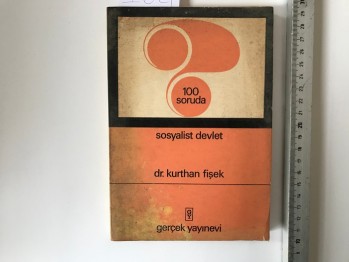 100
soruda
sosyalist devlet
dr. kurthan fişek
gerçek yayınevi